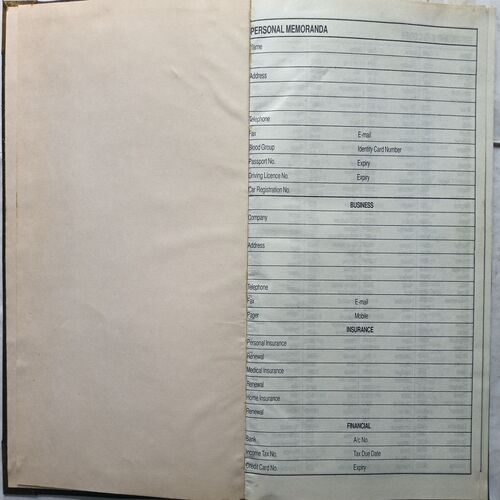 PERSONAL MEMORANDA
Name
Address
Telephone
Fax E-mail
Blood Group Identity Card Number
Passport No. Expiry
Driving Licence No. Expiry
Car Registration No.
BUSINESS
Company
Address
Telephone
Fax E-mail
Pager Mobile
INSURANCE
Personal Insurance
Renewal
Medical Insurance
Renewal
Home Insurance
Renewal
FINANCIAL
Bank A/c No.
Income Tax No. Tax Due Date
Credit Card No. Expiry